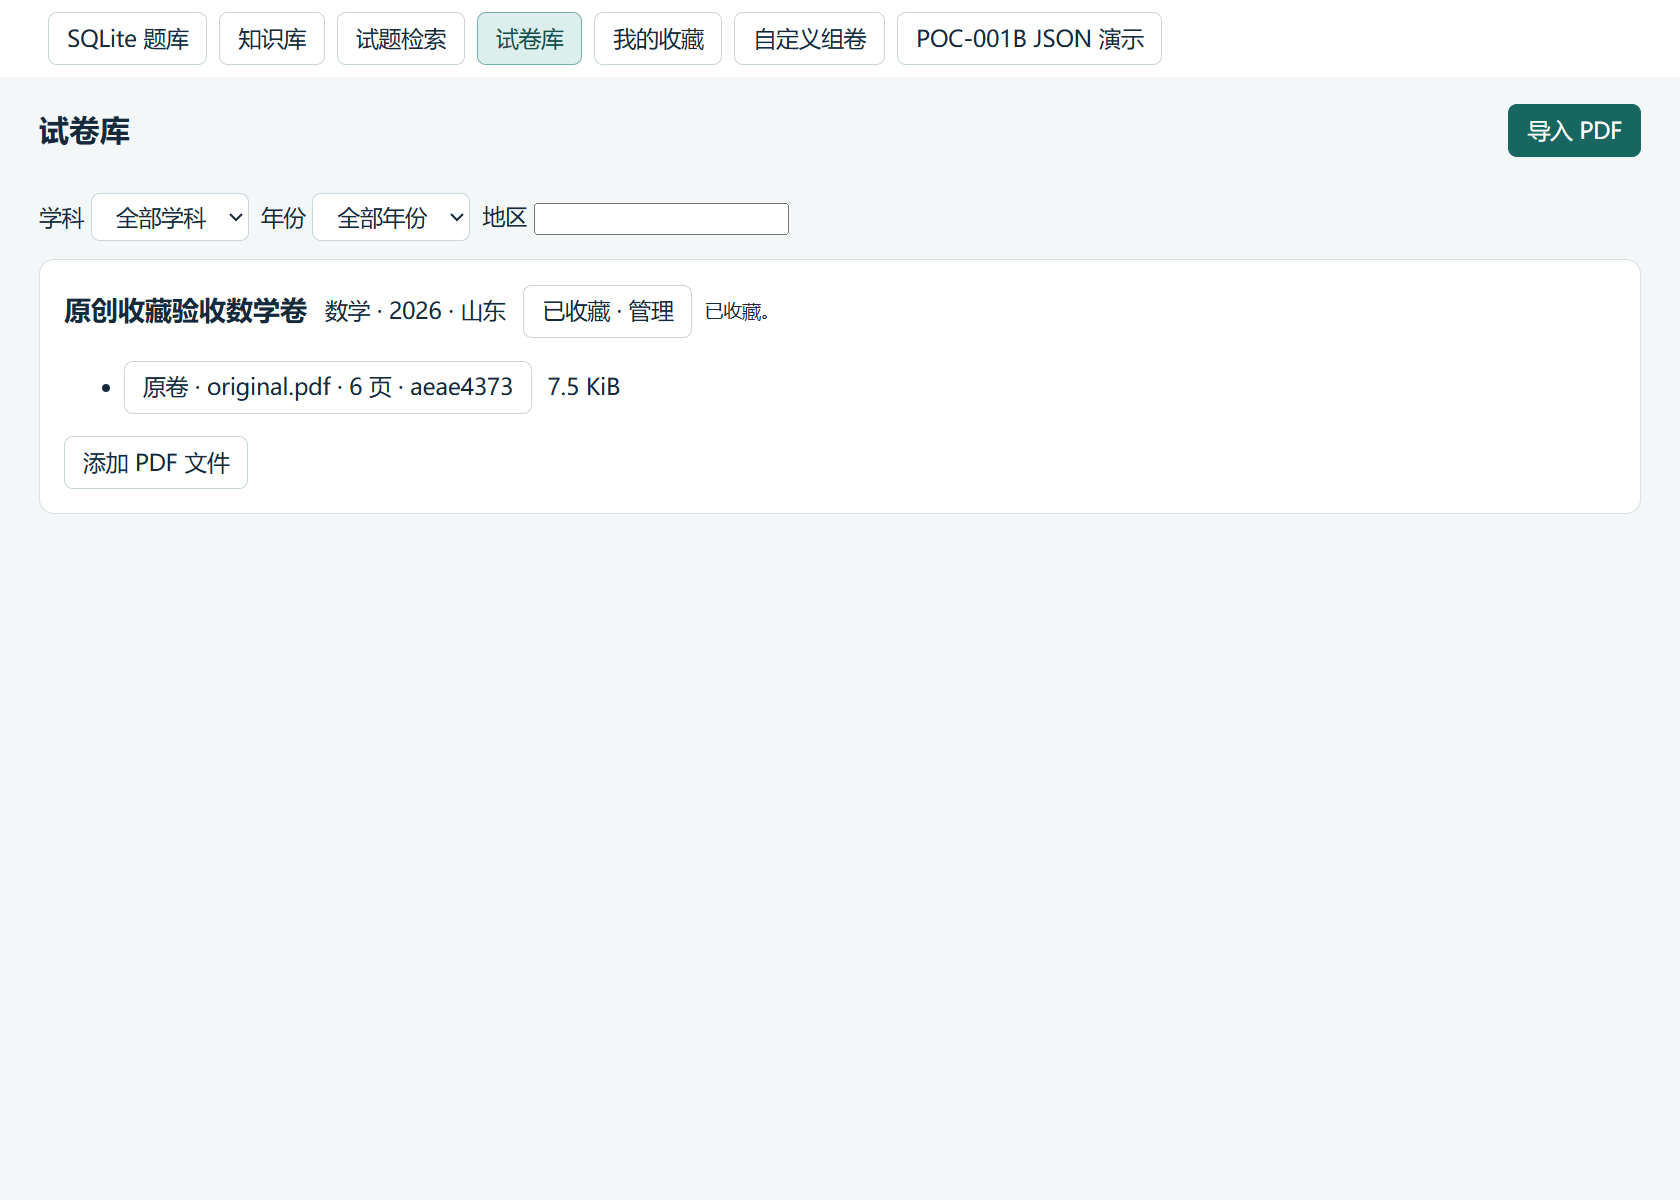 SQLite 题库 知识库 试题检索 试卷库 我的收藏 自定义组卷 POC-001B JSON 演示
试卷库 导入 PDF
学科 全部学科 年份 全部年份 地区
原创收藏验收数学卷 数学 · 2026 · 山东 已收藏 · 管理 已收藏。
• 原卷 · original.pdf · 6 页 · aeae4373 7.5 KiB
添加 PDF 文件